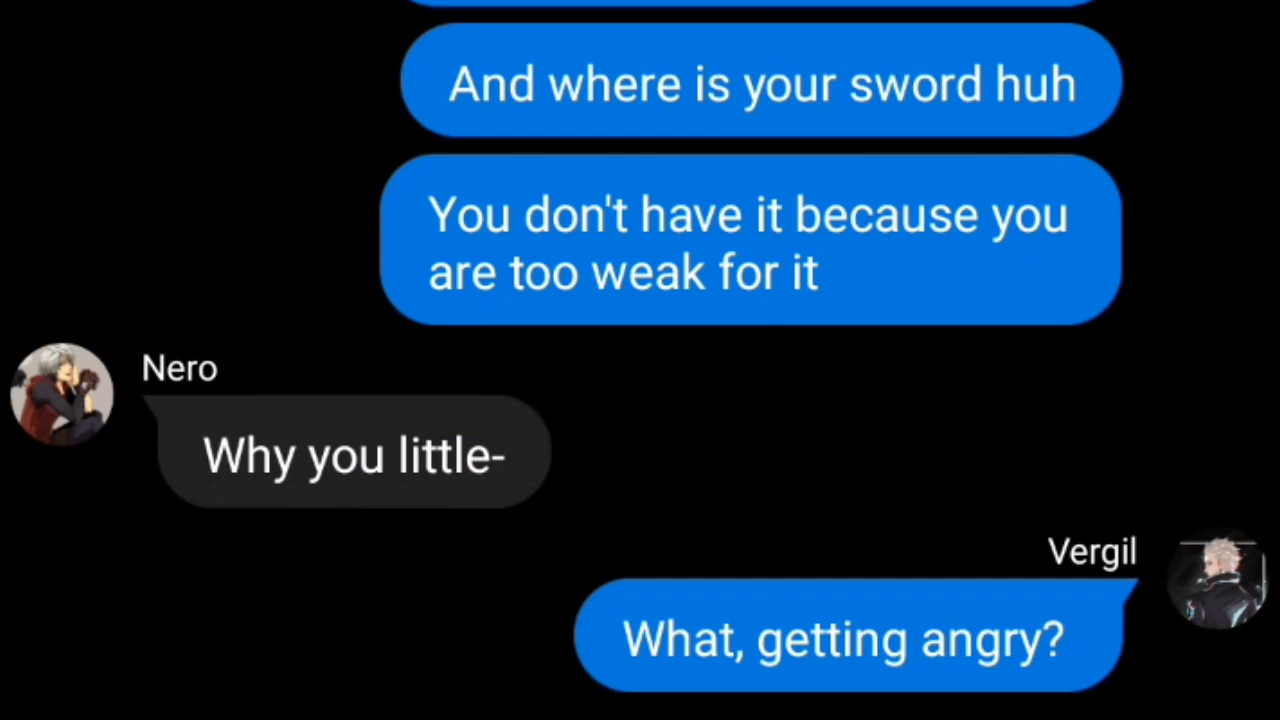 And where is your sword huh
You don't have it because you
are too weak for it
Nero
Why you little-
Vergil
What, getting angry?